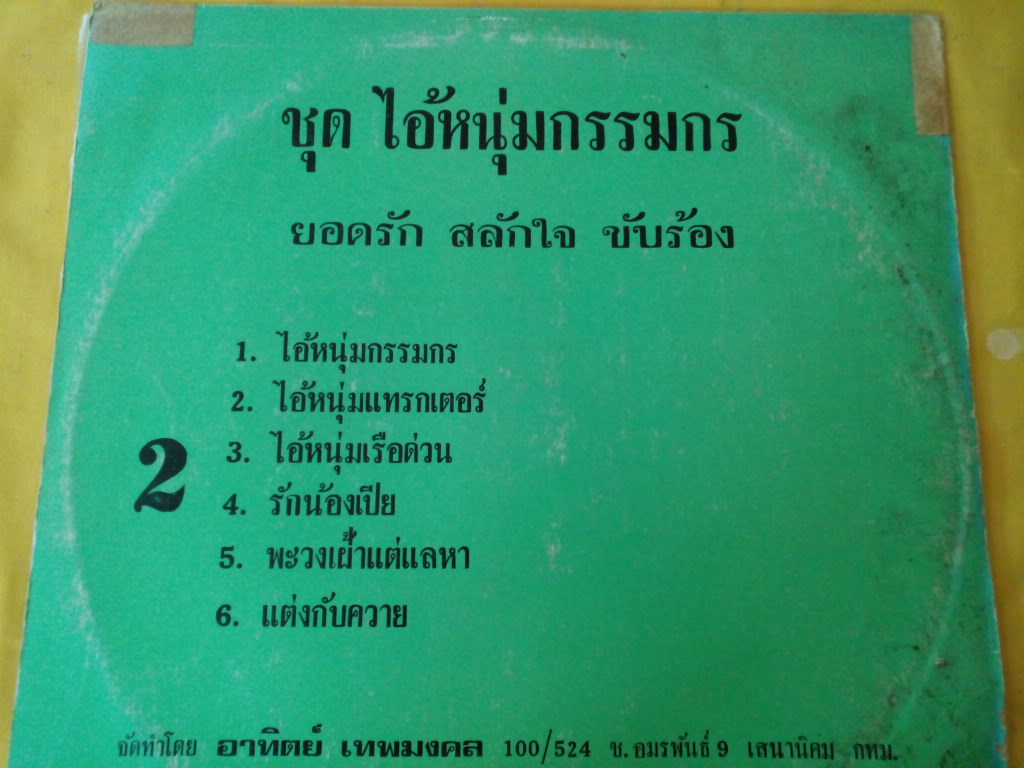 ชุด ไอ้หนุ่มกรรมกร
ยอดรัก สลักใจ ขับร้อง
2
1. ไอ้หนุ่มกรรมกร
2. ไอ้หนุ่มแทรกเตอร์
3. ไอ้หนุ่มเรือด่วน
4. รักน้องเปีย
5. พะวงเฝ้าแต่แลหา
6. แต่งกับควาย
จัดทำโดย อาทิตย์ เทพมงคล 100/524 ซ.อมรพันธ์ 9 เสนานิคม กทม.